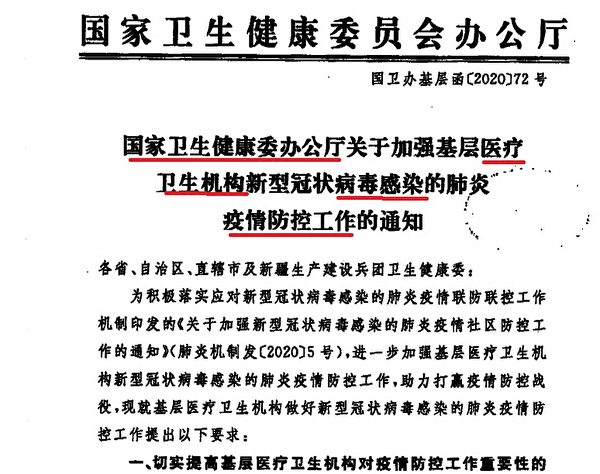 国家卫生健康委员会办公厅
国卫办基层函〔2020〕72号
国家卫生健康委办公厅关于加强基层医疗
卫生机构新型冠状病毒感染的肺炎
疫情防控工作的通知
各省、自治区、直辖市及新疆生产建设兵团卫生健康委：
为积极落实应对新型冠状病毒感染的肺炎疫情联防联控工作
机制印发的《关于加强新型冠状病毒感染的肺炎疫情社区防控工
作的通知》（肺炎机制发〔2020〕5号），进一步加强基层医疗卫生机
构新型冠状病毒感染的肺炎疫情防控工作，助力打赢疫情防控战
役，现就基层医疗卫生机构做好新型冠状病毒感染的肺炎疫情防
控工作提出以下要求：
一、切实提高基层医疗卫生机构对疫情防控工作重要性的